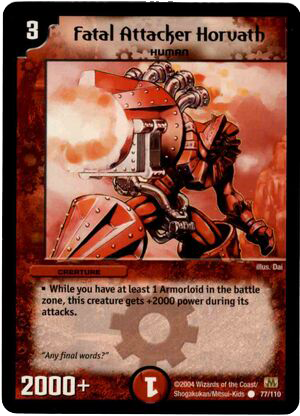 3
Fatal Attacker Horvath
HUMAN
illus. Dai
CREATURE
▪ While you have at least 1 Armorloid in the battle
zone, this creature gets +2000 power during its
attacks.
"Any final words?"
2000+
1
©2004 Wizards of the Coast/
Shogakukan/Mitsui-Kids
77/110